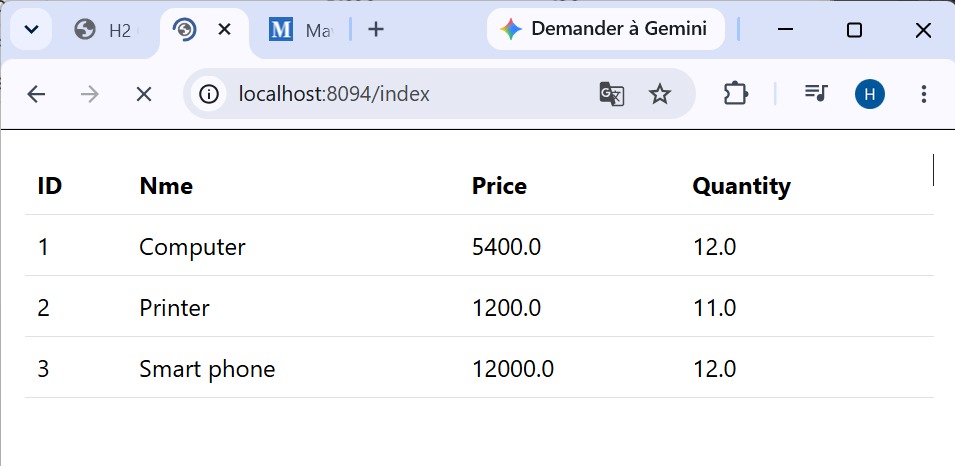 H2
Ma
Demander à Gemini
localhost:8094/index
H
ID Nme Price Quantity
1 Computer 5400.0 12.0
2 Printer 1200.0 11.0
3 Smart phone 12000.0 12.0